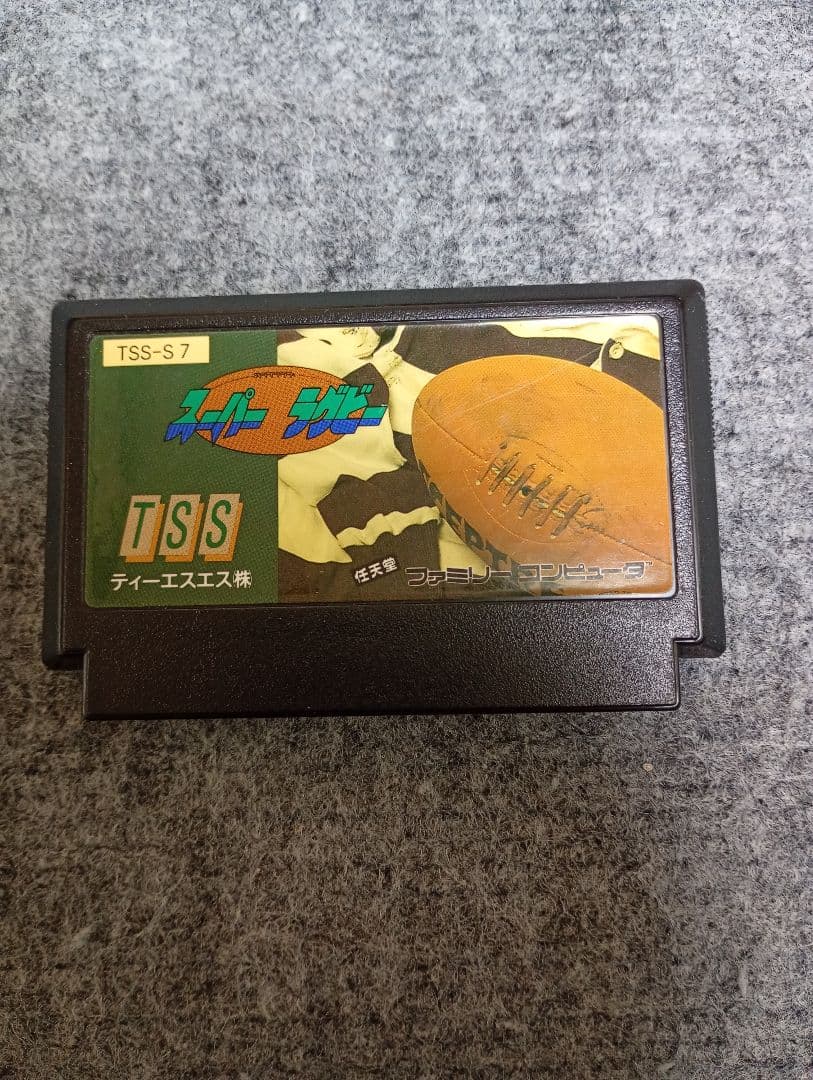 TSS-S7
スーパー ラグビー
TSS
ティーエスエス(株)
任天堂 ファミリーコンピュータ